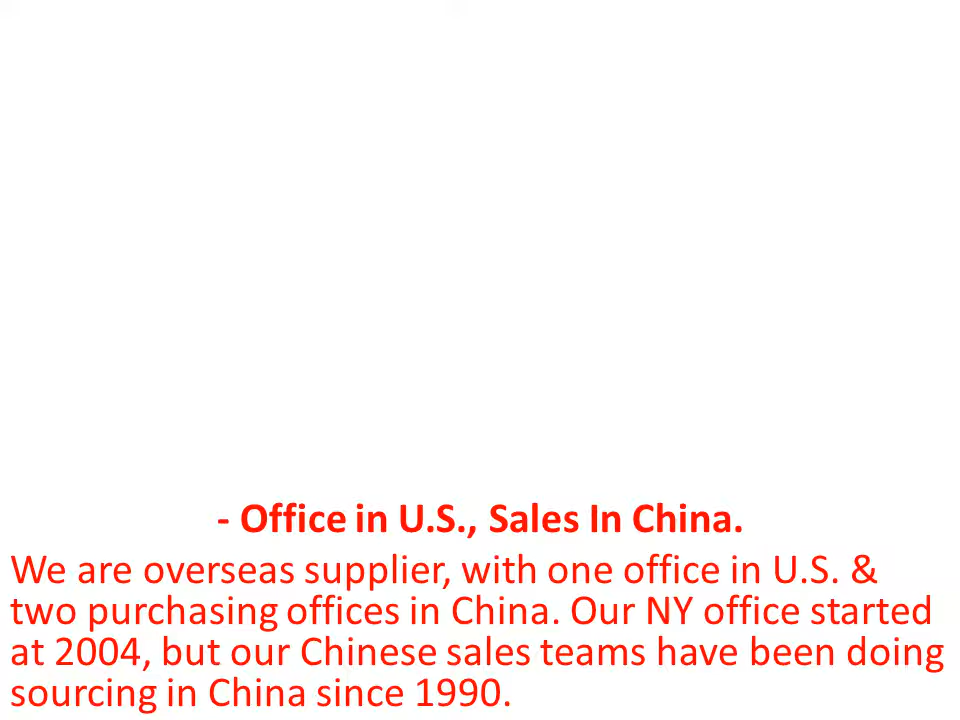 - Office in U.S., Sales In China.
We are overseas supplier, with one office in U.S. &
two purchasing offices in China. Our NY office started
at 2004, but our Chinese sales teams have been doing
sourcing in China since 1990.